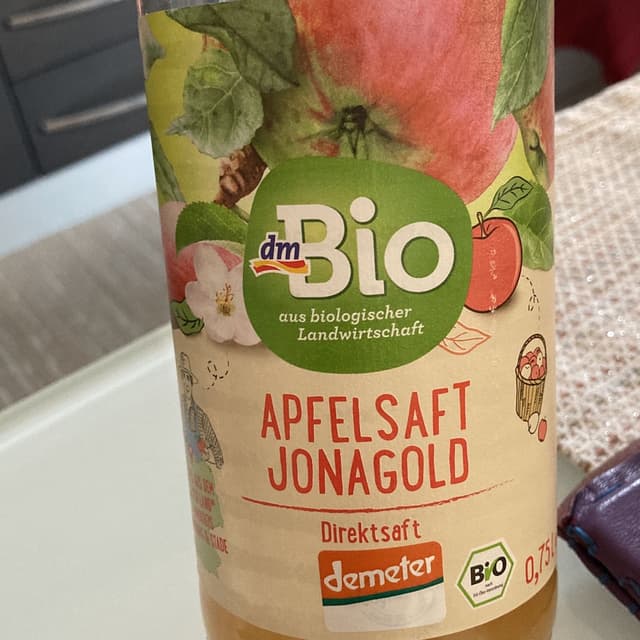 dm
Bio
aus biologischer
Landwirtschaft
APFELSAFT
JONAGOLD
Direktsaft
demeter
BIO
0,75